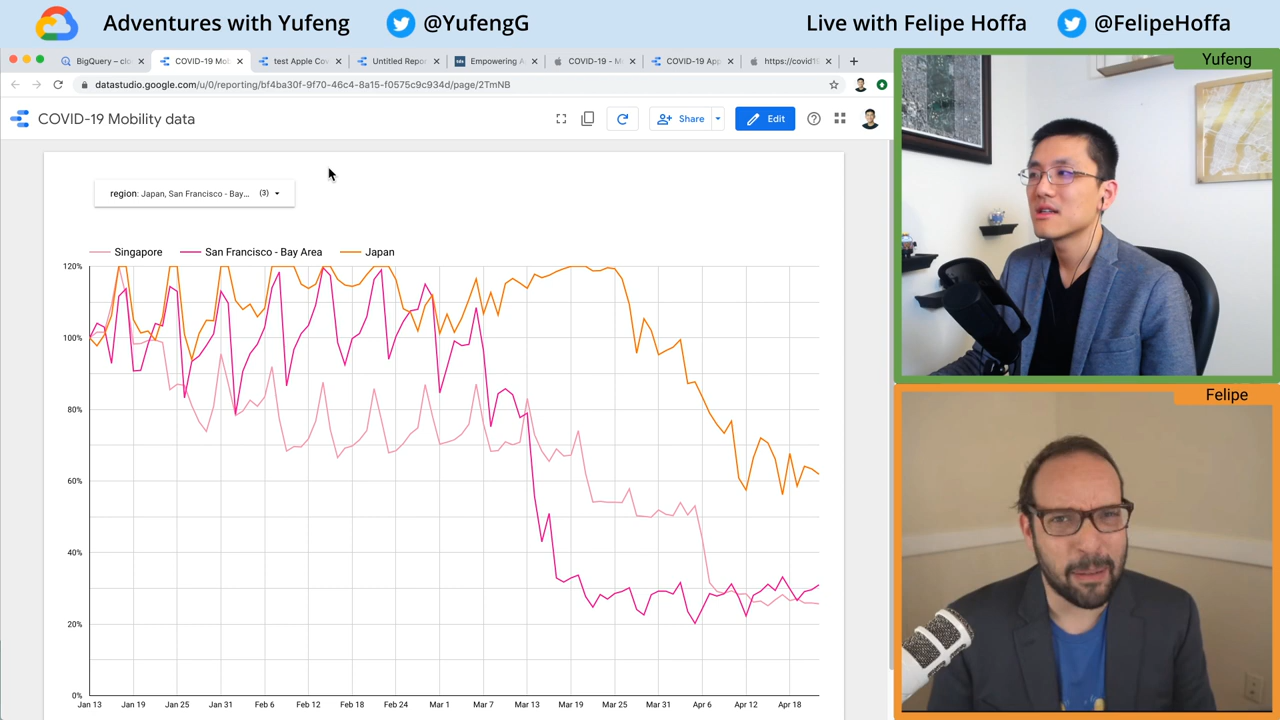 Adventures with Yufeng
@YufengG
Live with Felipe Hoffa
@FelipeHoffa
BigQuery – clo
COVID-19 Mobi
test Apple Cov
Untitled Repor
Empowering A
COVID-19 - M
COVID-19 App
https://covid1
datastudio.google.com/u/0/reporting/bf4ba30f-9f70-46c4-8a15-f0575c9c934d/page/2TmNB
COVID-19 Mobility data
Share
Edit
region: Japan, San Francisco - Bay... (3)
Singapore
San Francisco - Bay Area
Japan
120%
100%
80%
60%
40%
20%
0%
Jan 13
Jan 19
Jan 25
Jan 31
Feb 6
Feb 12
Feb 18
Feb 24
Mar 1
Mar 7
Mar 13
Mar 19
Mar 25
Mar 31
Apr 6
Apr 12
Apr 18
Yufeng
Felipe